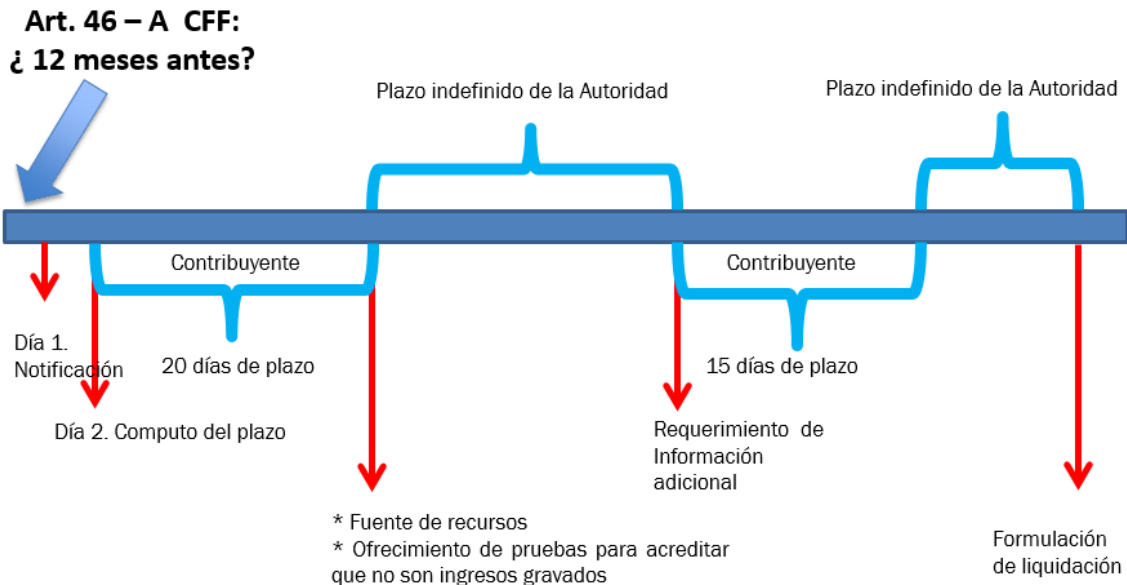 Art. 46 – A CFF:
¿ 12 meses antes?
Plazo indefinido de la Autoridad
Plazo indefinido de la Autoridad
Contribuyente
Contribuyente
Día 1.
Notificación
20 días de plazo
15 días de plazo
Día 2. Computo del plazo
Requerimiento de
Información
adicional
* Fuente de recursos
* Ofrecimiento de pruebas para acreditar
que no son ingresos gravados
Formulación
de liquidación